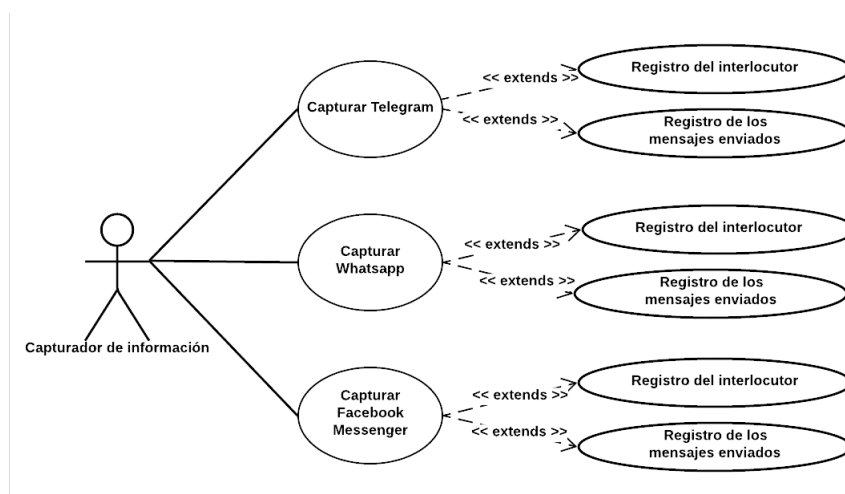 Registro del interlocutor
<< extends >>
Capturar Telegram
<< extends >>
Registro de los
mensajes enviados
Registro del interlocutor
<< extends >>
Capturar
Whatsapp
<< extends >>
Registro de los
mensajes enviados
Capturador de información
Registro del interlocutor
<< extends >>
Capturar
Facebook
Messenger
<< extends >>
Registro de los
mensajes enviados